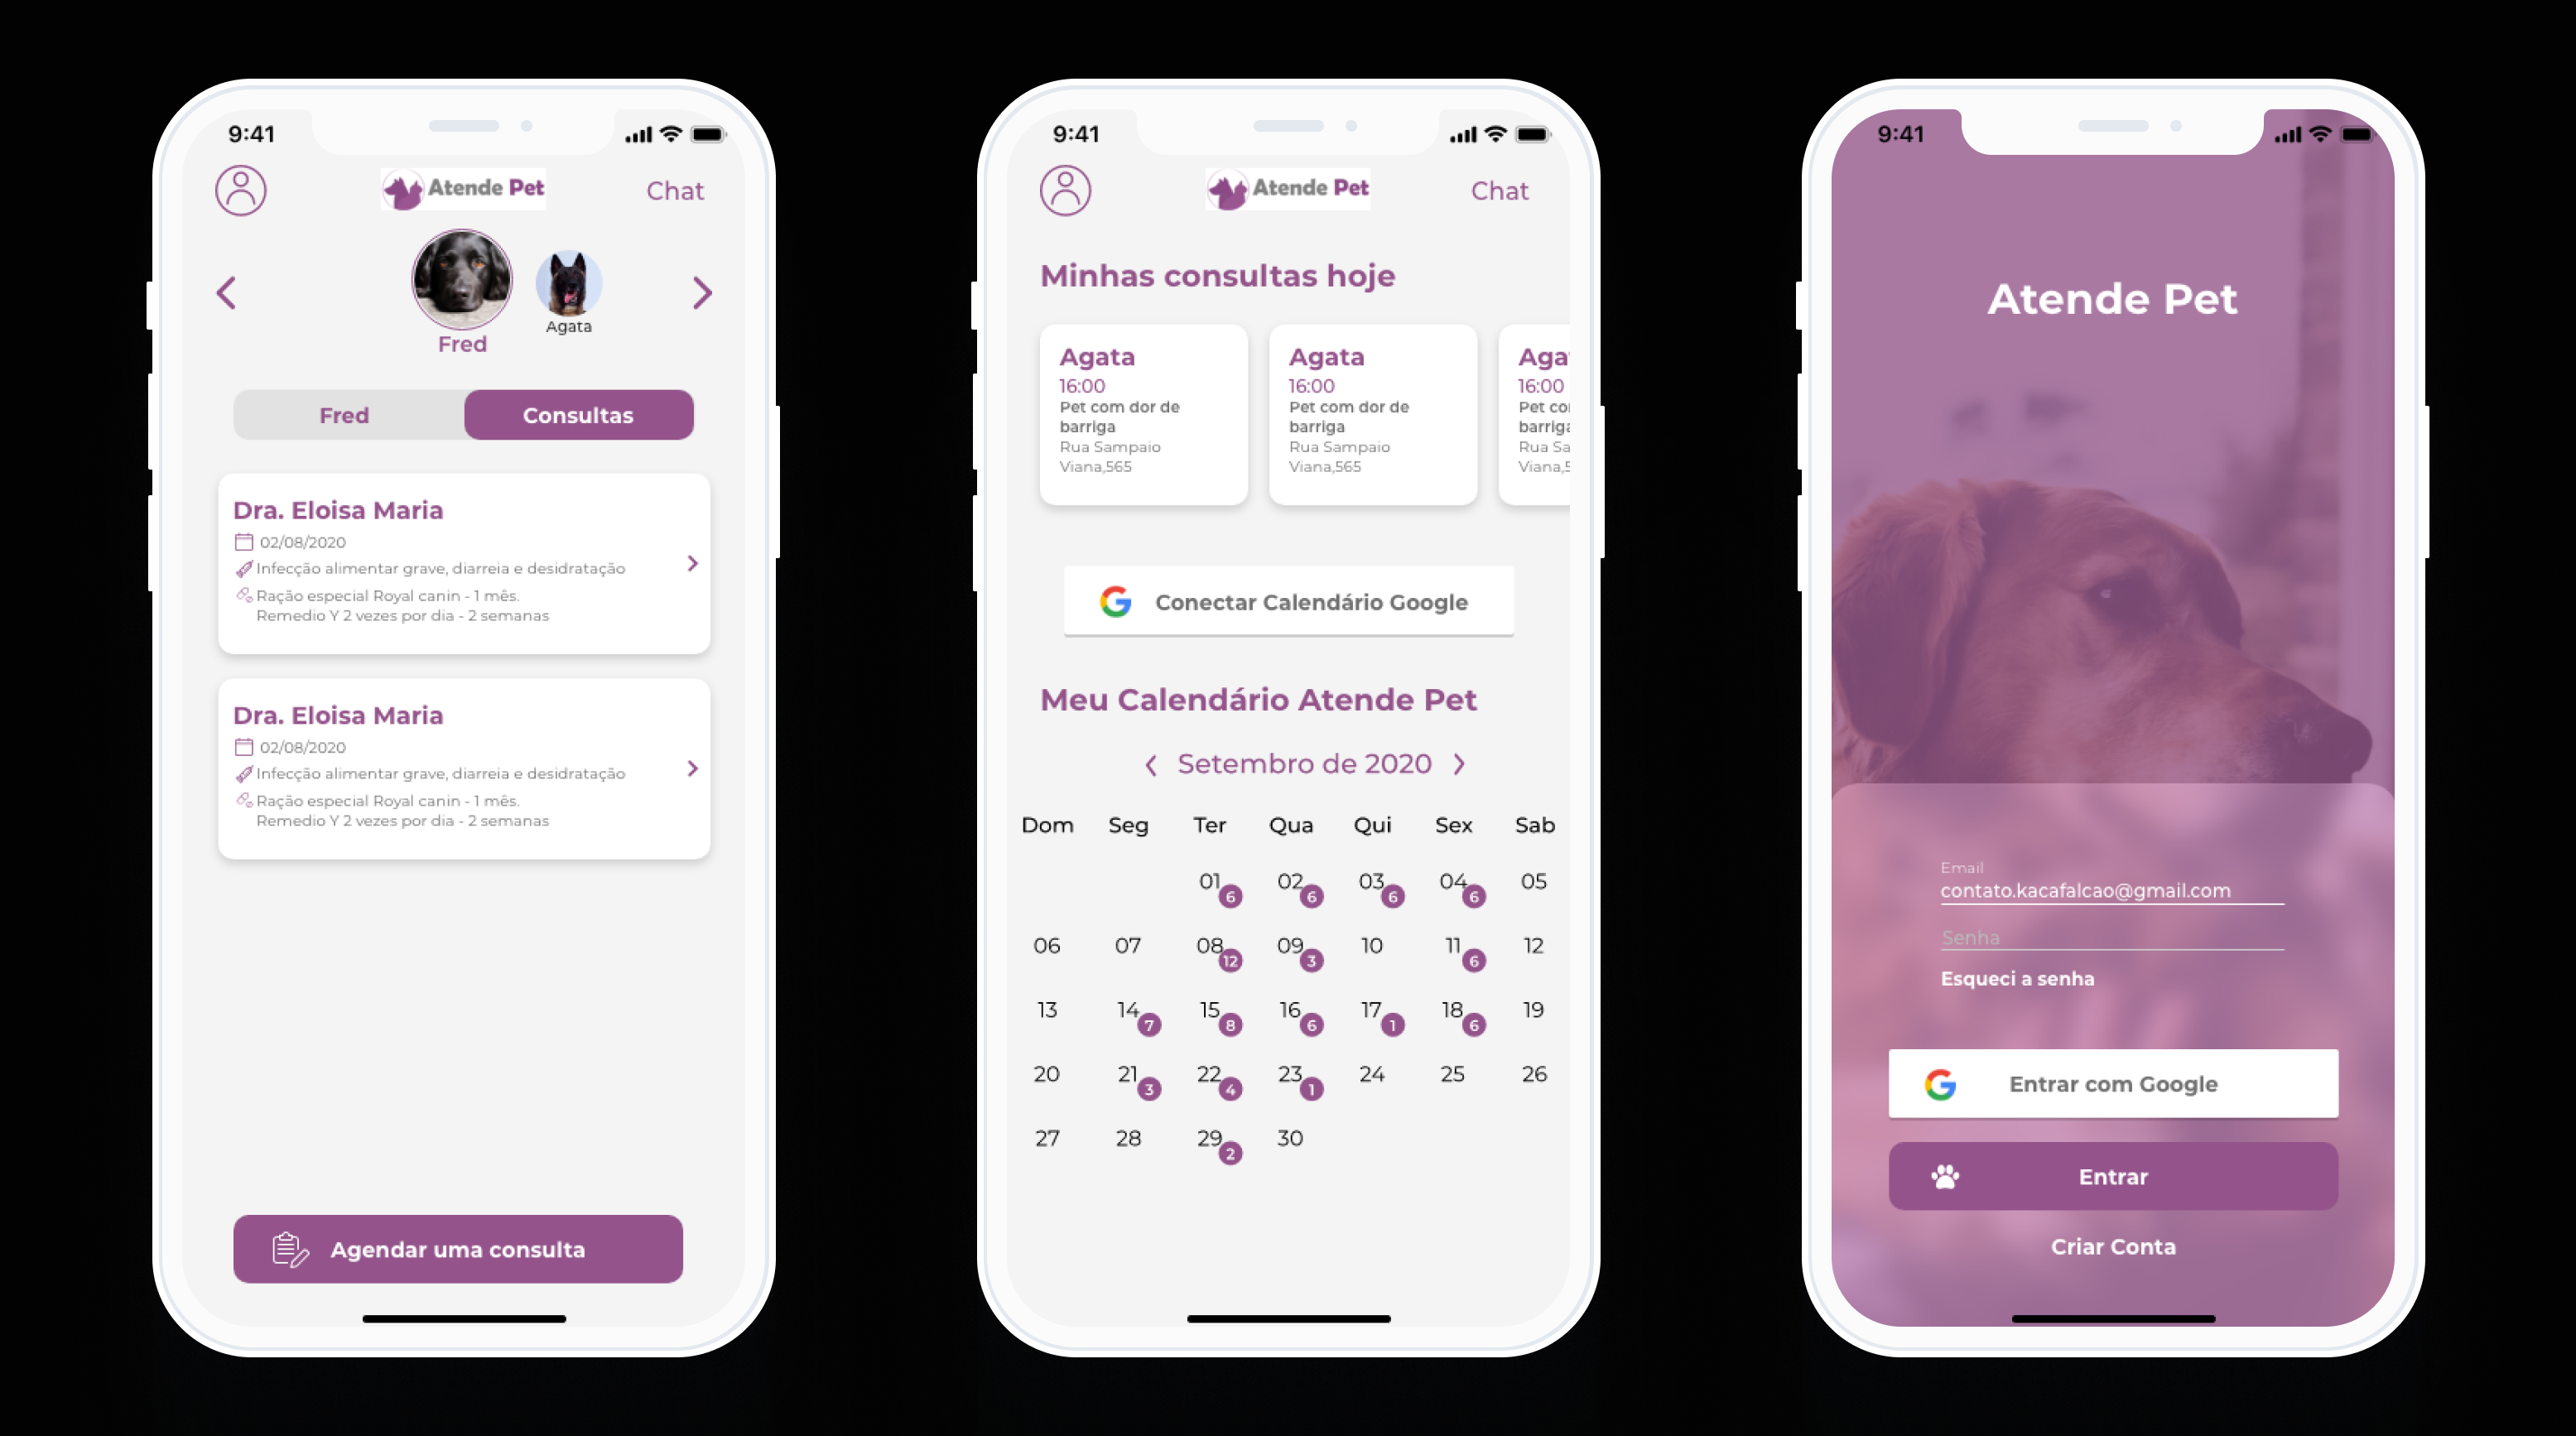 9:41
Atende Pet
Chat
Fred
Agata
Fred
Consultas
Dra. Eloisa Maria
02/08/2020
Infecção alimentar grave, diarreia e desidratação
Ração especial Royal canin - 1 mês.
Remedio Y 2 vezes por dia - 2 semanas
Dra. Eloisa Maria
02/08/2020
Infecção alimentar grave, diarreia e desidratação
Ração especial Royal canin - 1 mês.
Remedio Y 2 vezes por dia - 2 semanas
Agendar uma consulta
9:41
Atende Pet
Chat
Minhas consultas hoje
Agata
16:00
Pet com dor de
barriga
Rua Sampaio
Viana,565
Agata
16:00
Pet com dor de
barriga
Rua Sampaio
Viana,565
Aga
16:00
Pet co
barriga
Rua Sa
Viana,5
Conectar Calendário Google
Meu Calendário Atende Pet
Setembro de 2020
Dom Seg Ter Qua Qui Sex Sab
01 6 02 6 03 6 04 6 05
06 07 08 12 09 3 10 11 6 12
13 14 7 15 8 16 6 17 1 18 6 19
20 21 3 22 4 23 1 24 25 26
27 28 29 2 30
9:41
Atende Pet
Email
contato.kacafalcao@gmail.com
Senha
Esqueci a senha
Entrar com Google
Entrar
Criar Conta